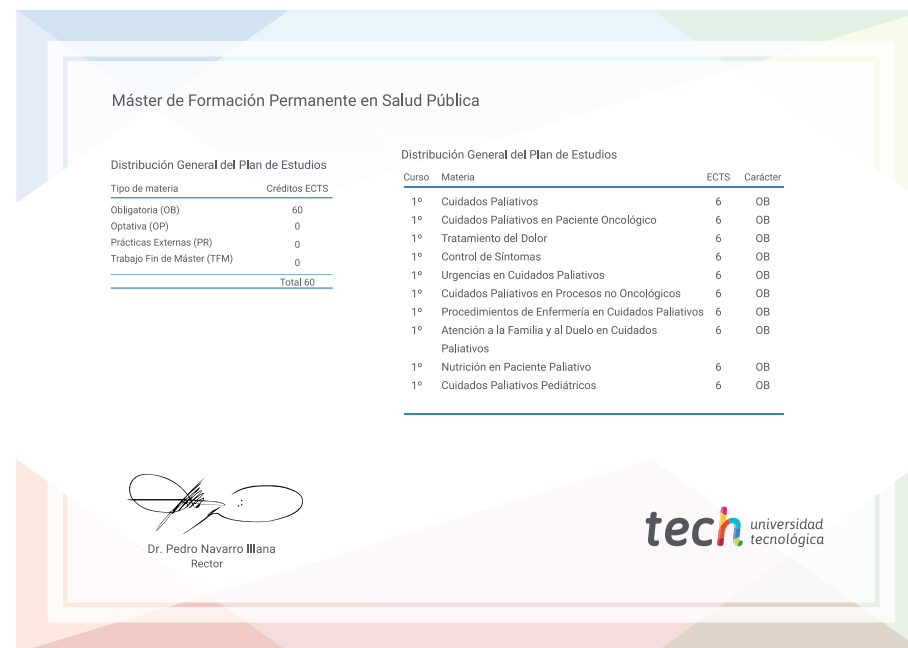 Máster de Formación Permanente en Salud Pública
Distribución General del Plan de Estudios
Tipo de materia Créditos ECTS
Obligatoria (OB) 60
Optativa (OP) 0
Prácticas Externas (PR) 0
Trabajo Fin de Máster (TFM) 0
Total 60
Distribución General del Plan de Estudios
Curso Materia ECTS Carácter
1º Cuidados Paliativos 6 OB
1º Cuidados Paliativos en Paciente Oncológico 6 OB
1º Tratamiento del Dolor 6 OB
1º Control de Síntomas 6 OB
1º Urgencias en Cuidados Paliativos 6 OB
1º Cuidados Paliativos en Procesos no Oncológicos 6 OB
1º Procedimientos de Enfermería en Cuidados Paliativos 6 OB
1º Atención a la Familia y al Duelo en Cuidados 6 OB
Paliativos
1º Nutrición en Paciente Paliativo 6 OB
1º Cuidados Paliativos Pediátricos 6 OB
Dr. Pedro Navarro Illana
Rector
tech universidad
tecnológica